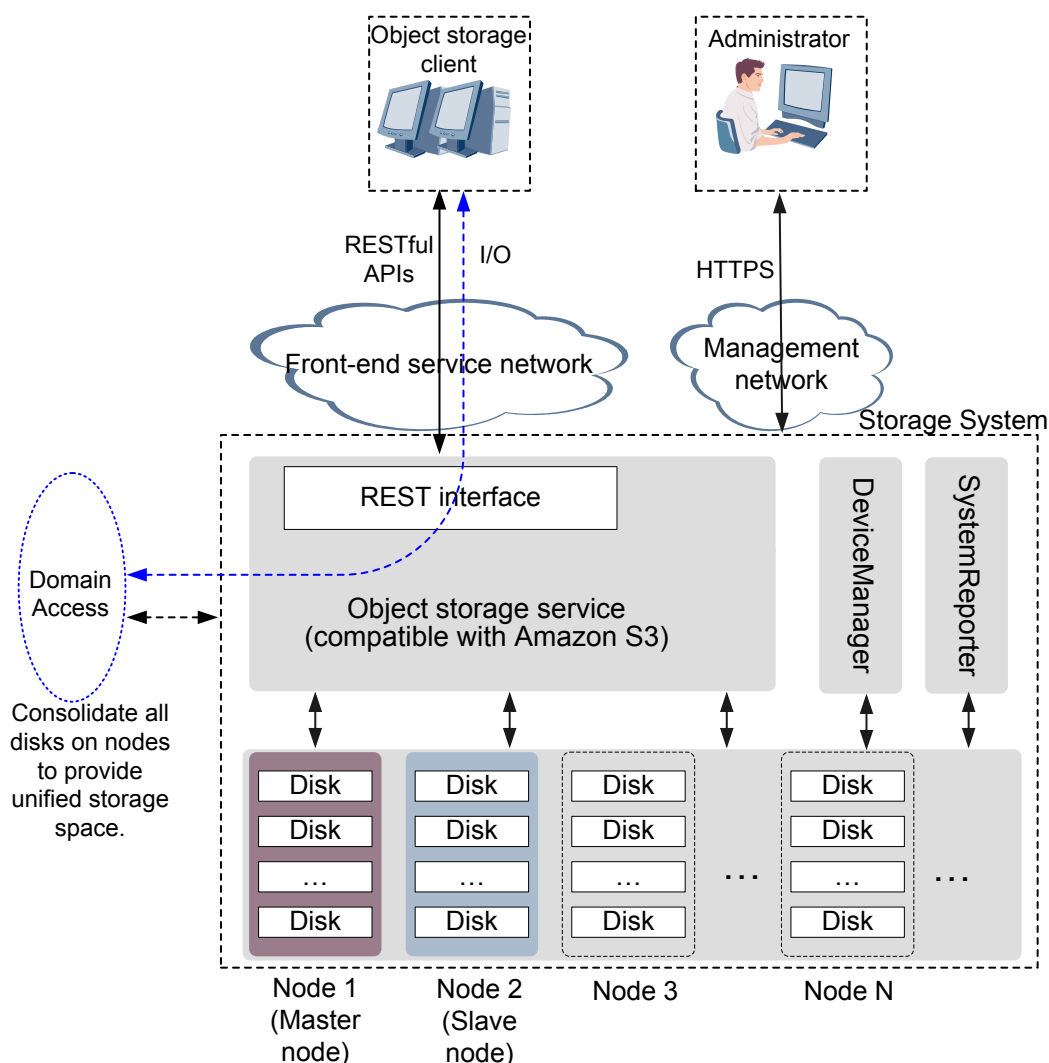 Object storage
client
Administrator
RESTful
APIs
I/O
HTTPS
Front-end service network
Management
network
Storage System
REST interface
DeviceManager
SystemReporter
Domain
Access
Object storage service
(compatible with Amazon S3)
Consolidate all
disks on nodes
to provide
unified storage
space.
Disk
Disk
...
Disk
Disk
Disk
...
Disk
Disk
Disk
...
Disk
...
Disk
Disk
...
Disk
...
Node 1
(Master
node)
Node 2
(Slave
node)
Node 3
Node N